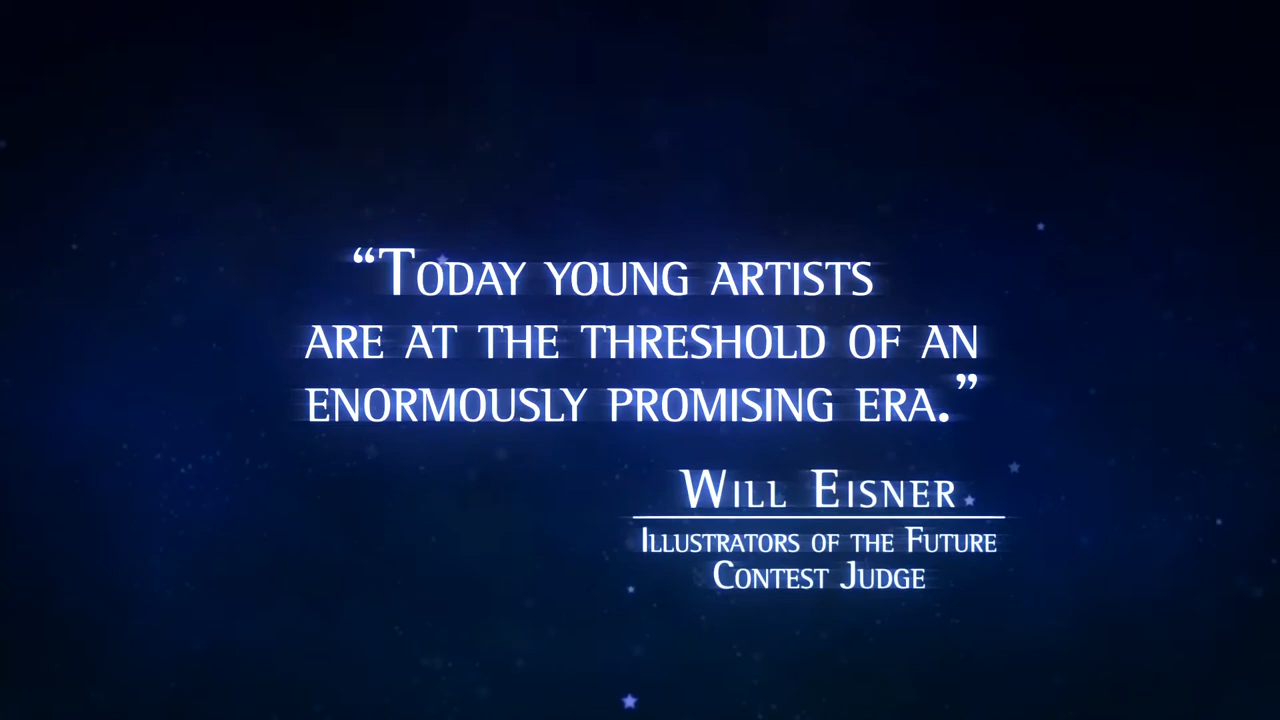 “Today young artists
are at the threshold of an
enormously promising era.”
Will Eisner
Illustrators of the Future
Contest Judge